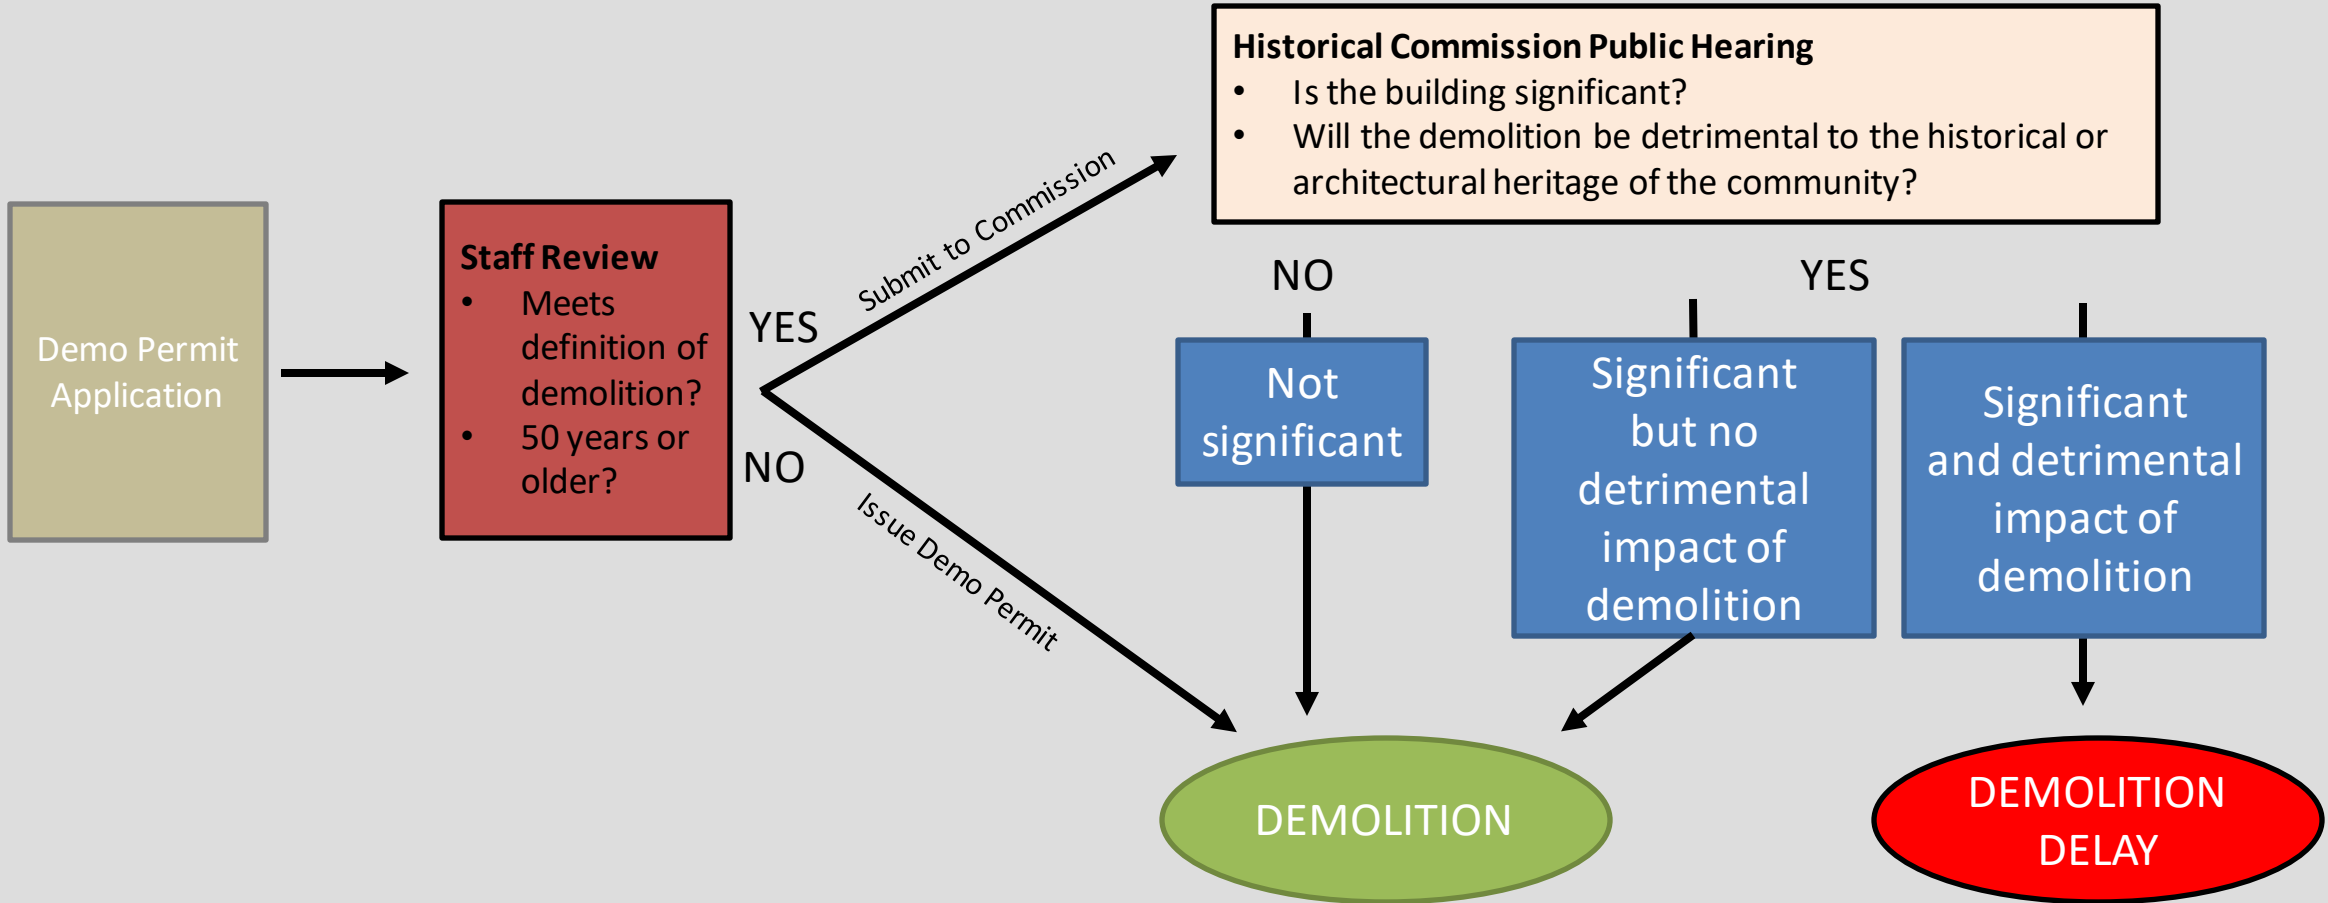 Demo Permit
Application
Staff Review
• Meets
definition of
demolition?
• 50 years or
older?
YES
NO
Submit to Commission
Issue Demo Permit
Historical Commission Public Hearing
• Is the building significant?
• Will the demolition be detrimental to the historical or
architectural heritage of the community?
NO
YES
Not
significant
Significant
but no
detrimental
impact of
demolition
Significant
and detrimental
impact of
demolition
DEMOLITION
DEMOLITION
DELAY